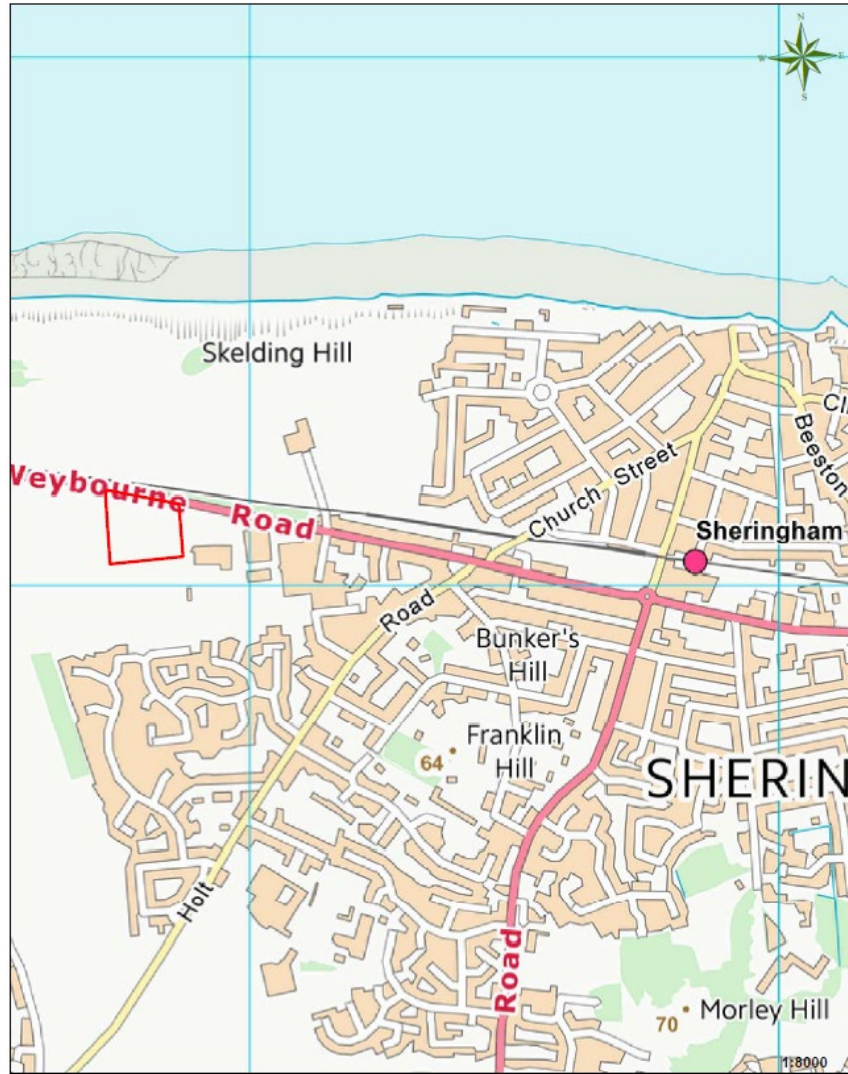 N
W
E
S
Skelding Hill
Cli
Beeston
Church Street
Weybourne Road
Sheringham
Road
Bunker's
Hill
Franklin
Hill
64
SHERIN
Holt
Road
Morley Hill
70
1:8000